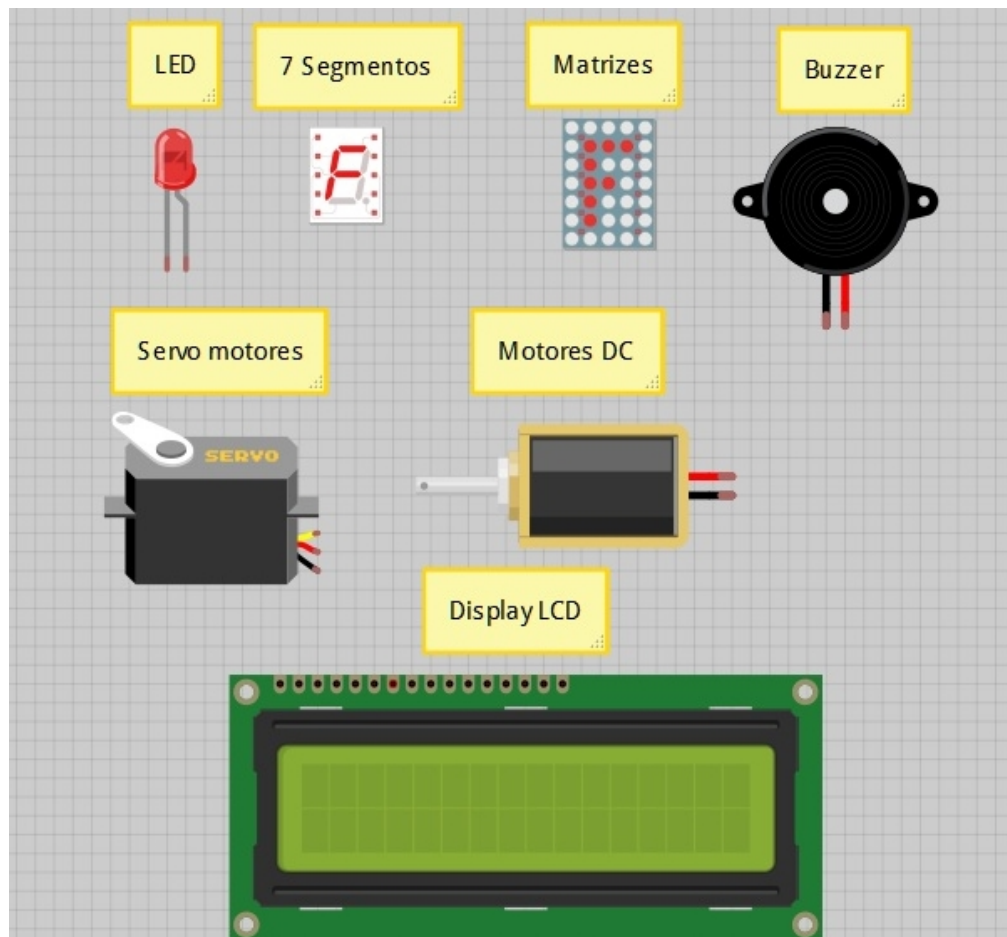 LED
7 Segmentos
Matrizes
Buzzer
Servo motores
Motores DC
SERVO
Display LCD